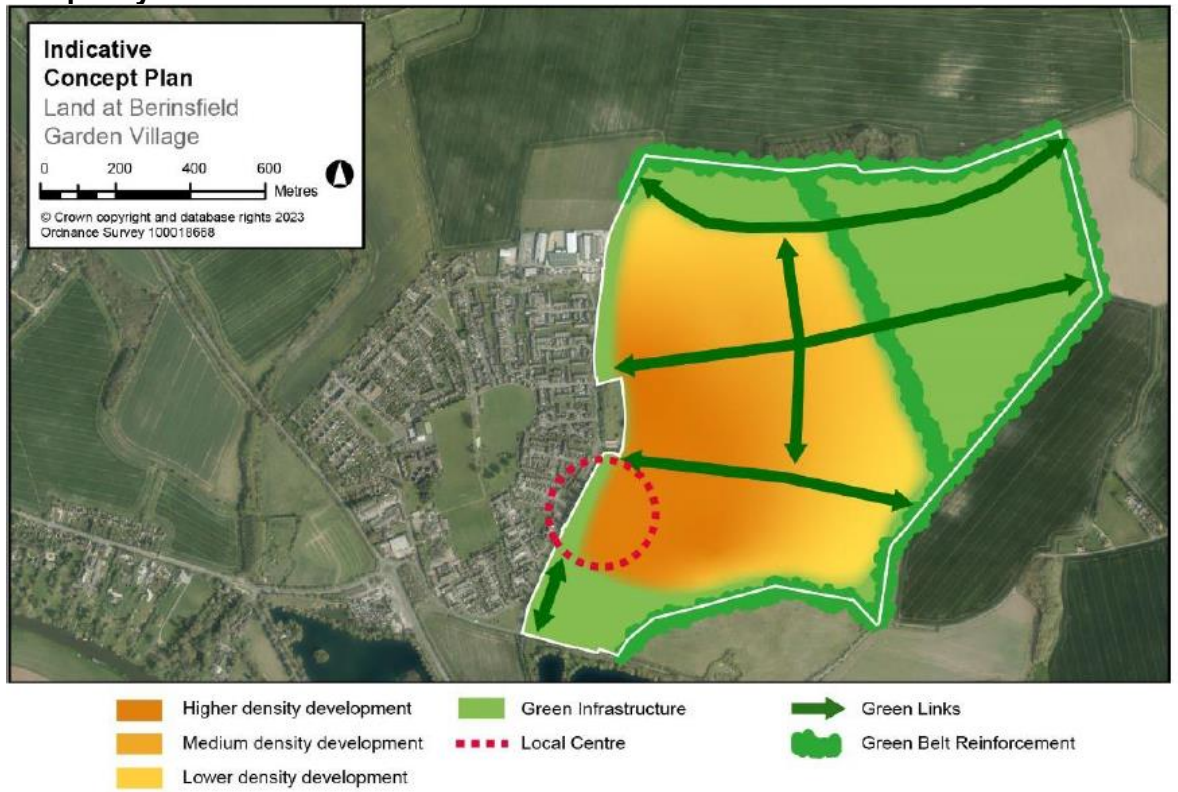 Indicative
Concept Plan
Land at Berinsfield
Garden Village
0 200 400 600
Metres
© Crown copyright and database rights 2023
Ordnance Survey 100018668
Higher density development
Medium density development
Lower density development
Green Infrastructure
Local Centre
Green Links
Green Belt Reinforcement